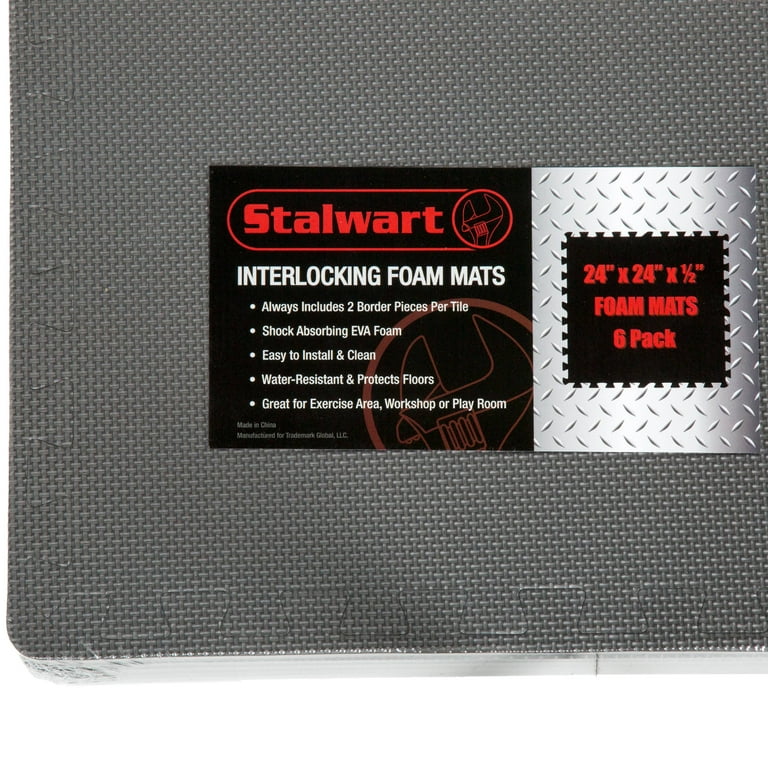 Stalwart
INTERLOCKING FOAM MATS
• Always Includes 2 Border Pieces Per Tile
• Shock Absorbing EVA Foam
• Easy to Install & Clean
• Water-Resistant & Protects Floors
• Great for Exercise Area, Workshop or Play Room
Made in China
Manufactured for Trademark Global, LLC.
24" x 24" x ½"
FOAM MATS
6 Pack